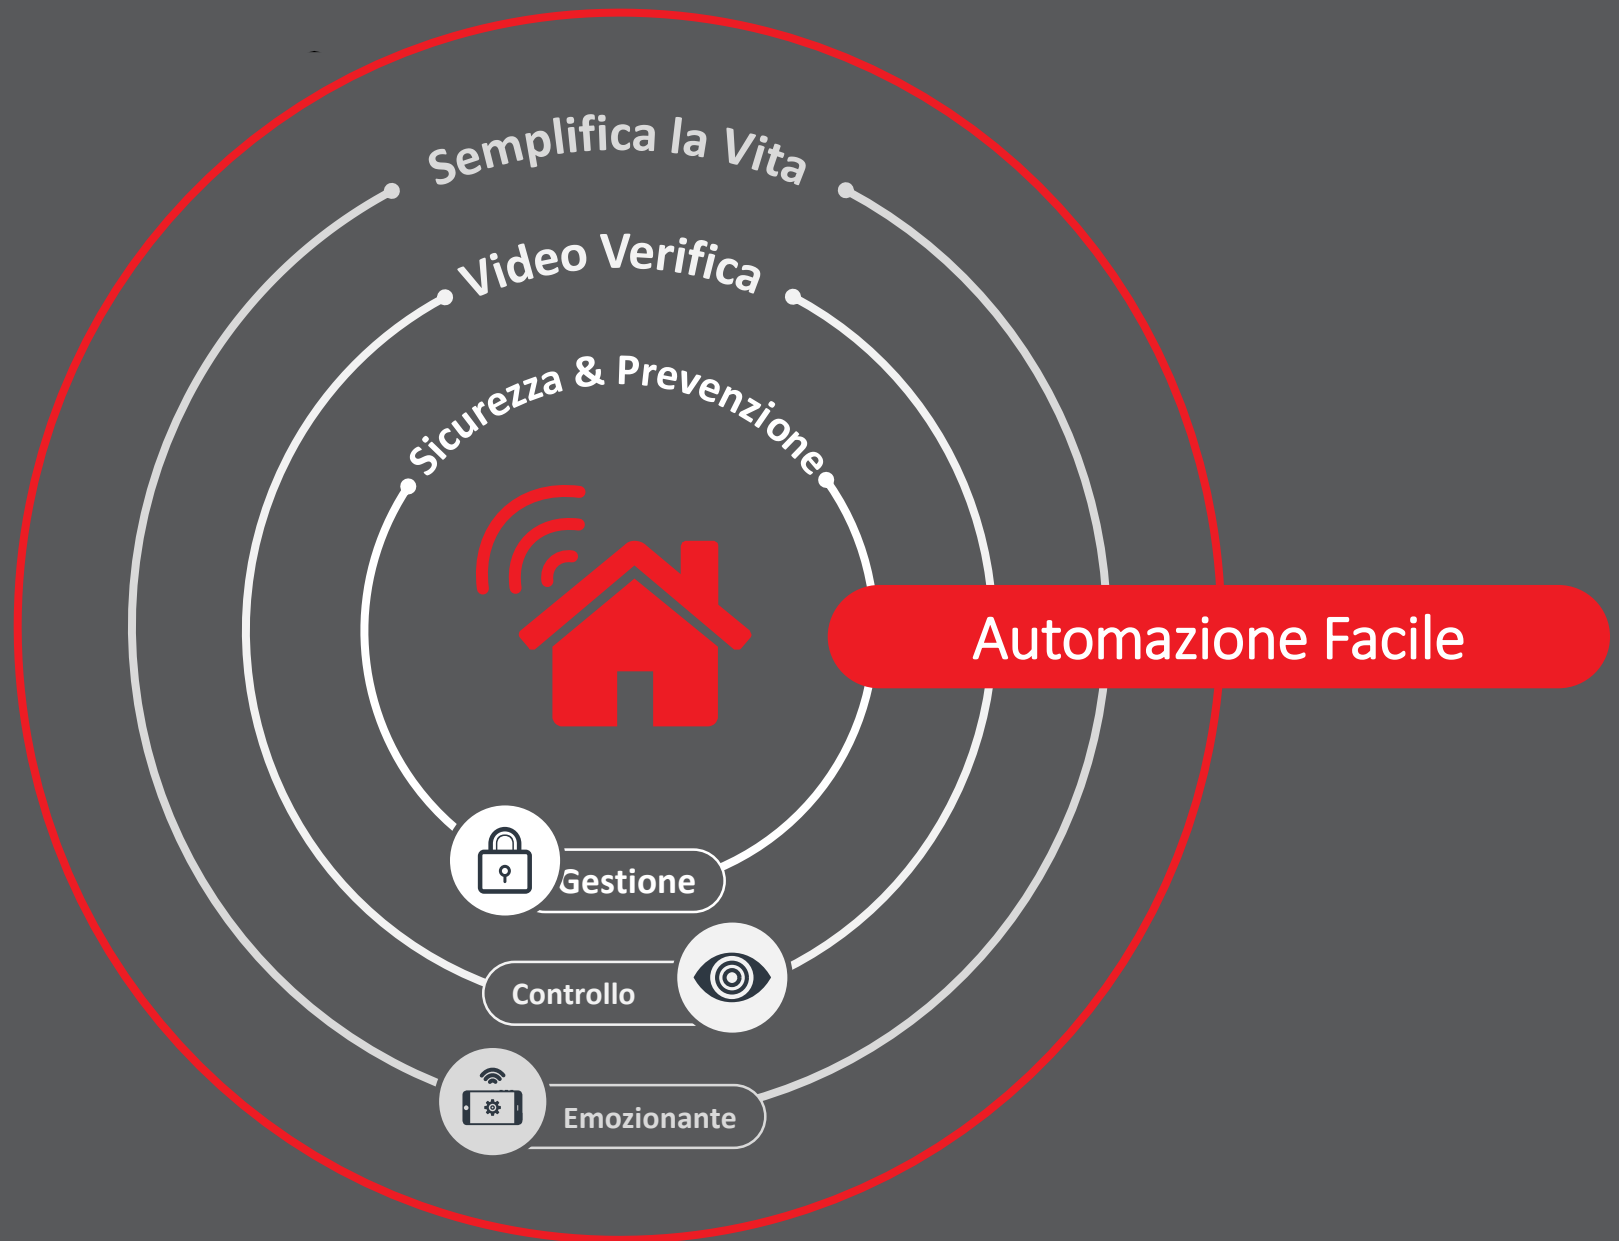 Semplifica la Vita
Video Verifica
Sicurezza & Prevenzione
Automazione Facile
Gestione
Controllo
Emozionante